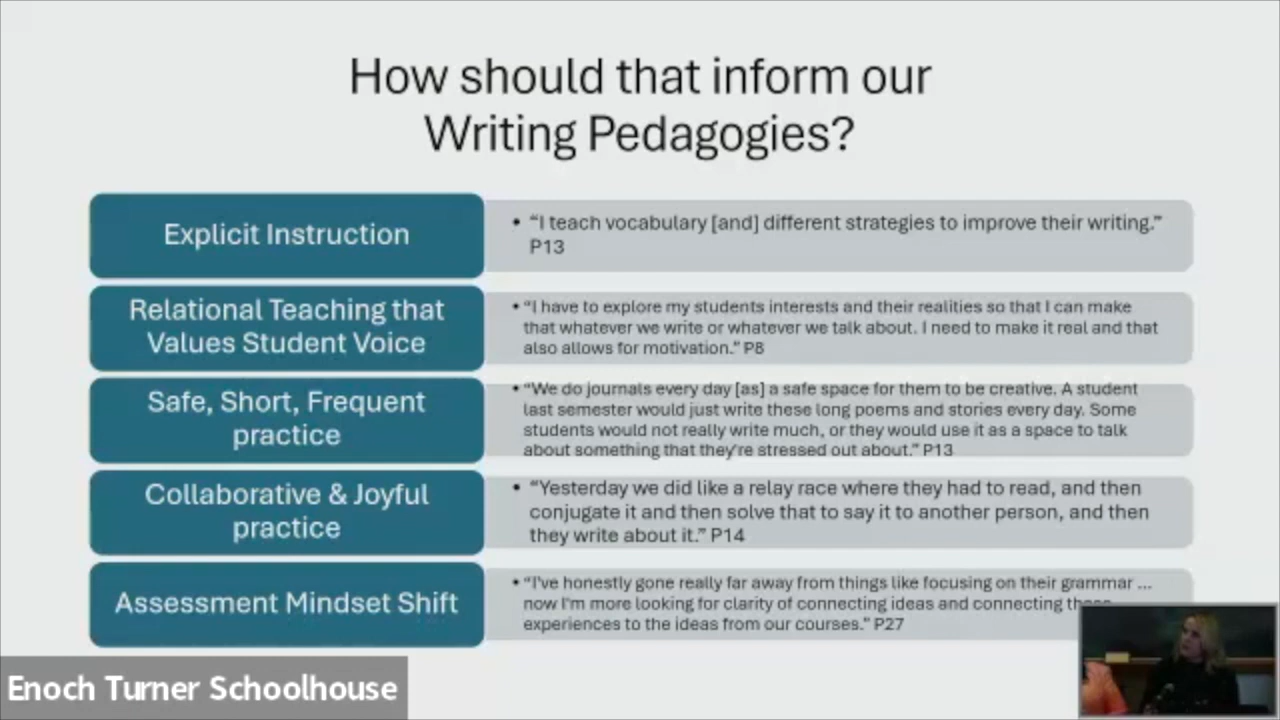 How should that inform our
Writing Pedagogies?
Explicit Instruction
• “I teach vocabulary [and] different strategies to improve their writing.”
P13
Relational Teaching that
Values Student Voice
• “I have to explore my students interests and their realities so that I can make
that whatever we write or whatever we talk about. I need to make it real and that
also allows for motivation.” P8
Safe, Short, Frequent
practice
• “We do journals every day [as] a safe space for them to be creative. A student
last semester would just write these long poems and stories every day. Some
students would not really write much, or they would use it as a space to talk
about something that they're stressed out about.” P13
Collaborative & Joyful
practice
• “Yesterday we did like a relay race where they had to read, and then
conjugate it and then solve that to say it to another person, and then
they write about it.” P14
Assessment Mindset Shift
• “I've honestly gone really far away from things like focusing on their grammar ...
now I'm more looking for clarity of connecting ideas and connecting
experiences to the ideas from our courses.” P27
Enoch Turner Schoolhouse